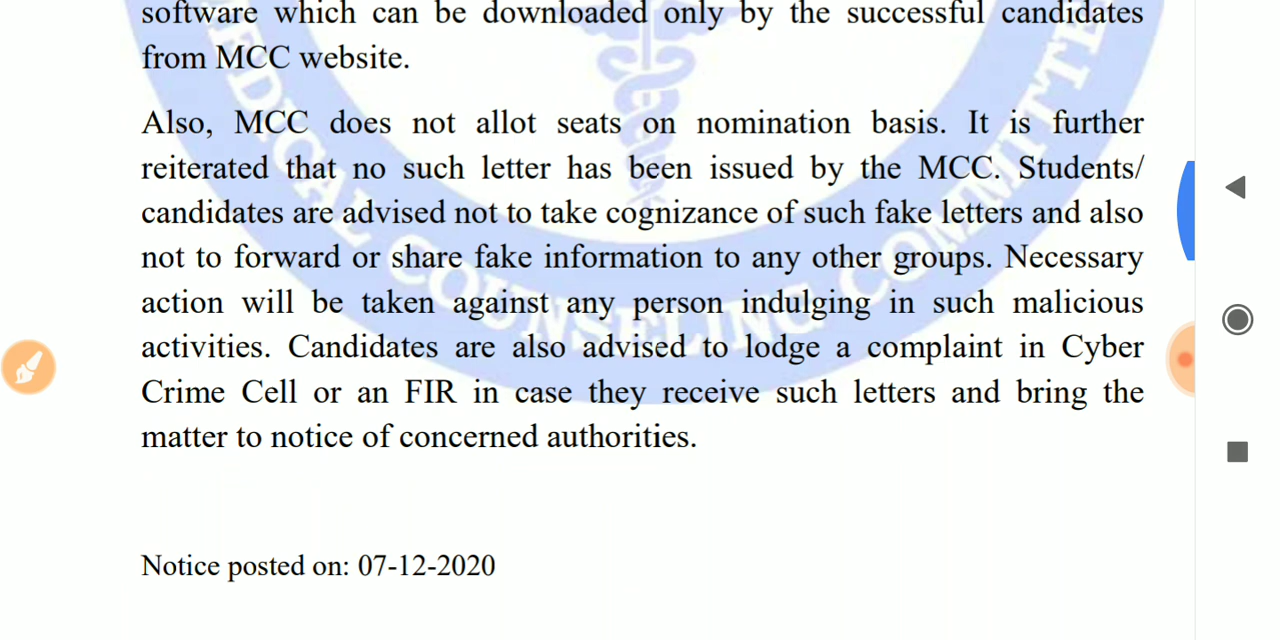 software which can be downloaded only by the successful candidates
from MCC website.
Also, MCC does not allot seats on nomination basis. It is further
reiterated that no such letter has been issued by the MCC. Students/
candidates are advised not to take cognizance of such fake letters and also
not to forward or share fake information to any other groups. Necessary
action will be taken against any person indulging in such malicious
activities. Candidates are also advised to lodge a complaint in Cyber
Crime Cell or an FIR in case they receive such letters and bring the
matter to notice of concerned authorities.
Notice posted on: 07-12-2020
MEDICAL COUNSELING COMMITTEE